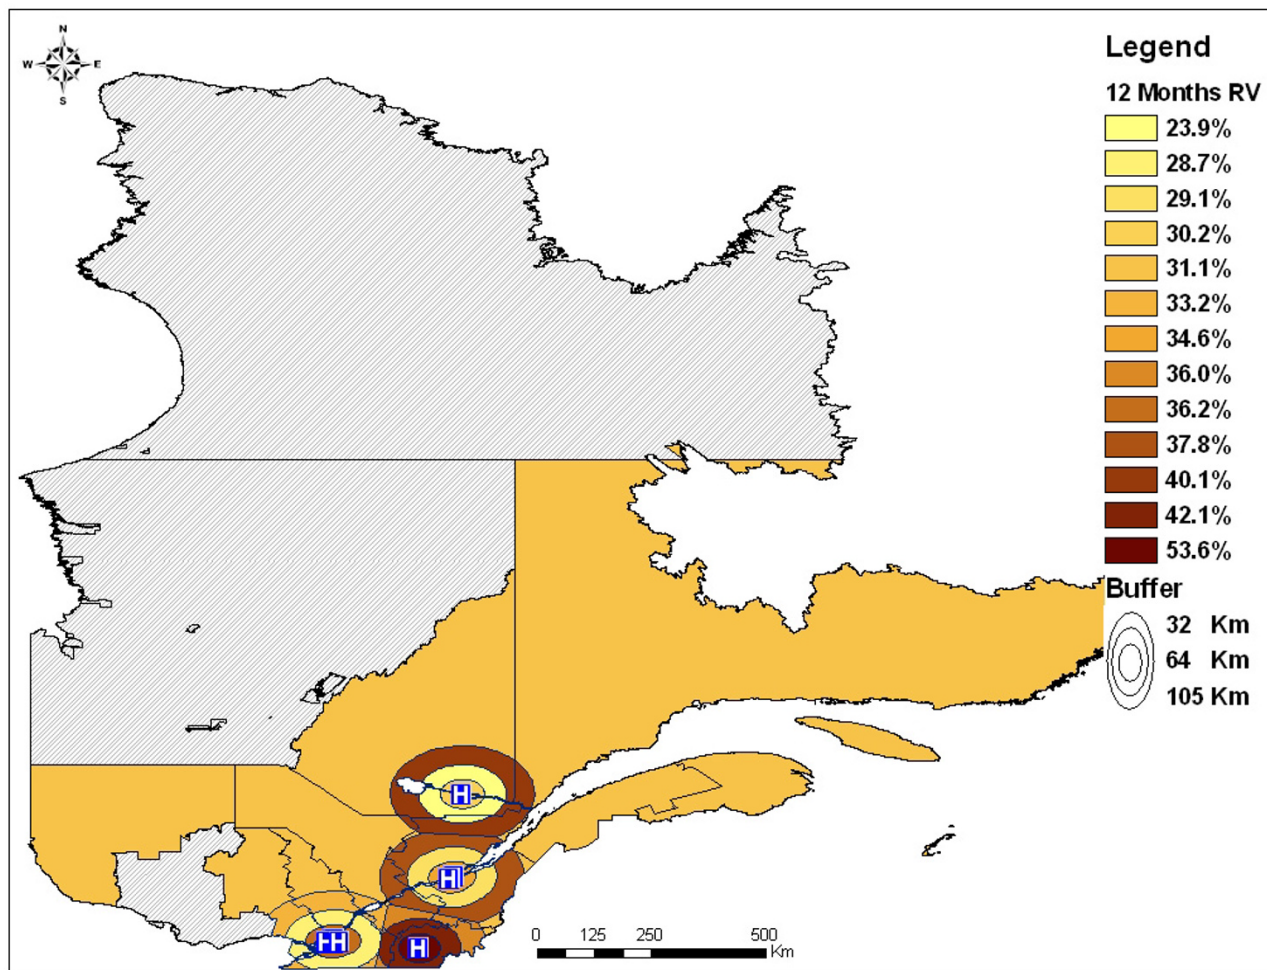 N
W E
S
Legend
12 Months RV
23.9%
28.7%
29.1%
30.2%
31.1%
33.2%
34.6%
36.0%
36.2%
37.8%
40.1%
42.1%
53.6%
Buffer
32 Km
64 Km
105 Km
H
H
HH
H
0 125 250 500
Km